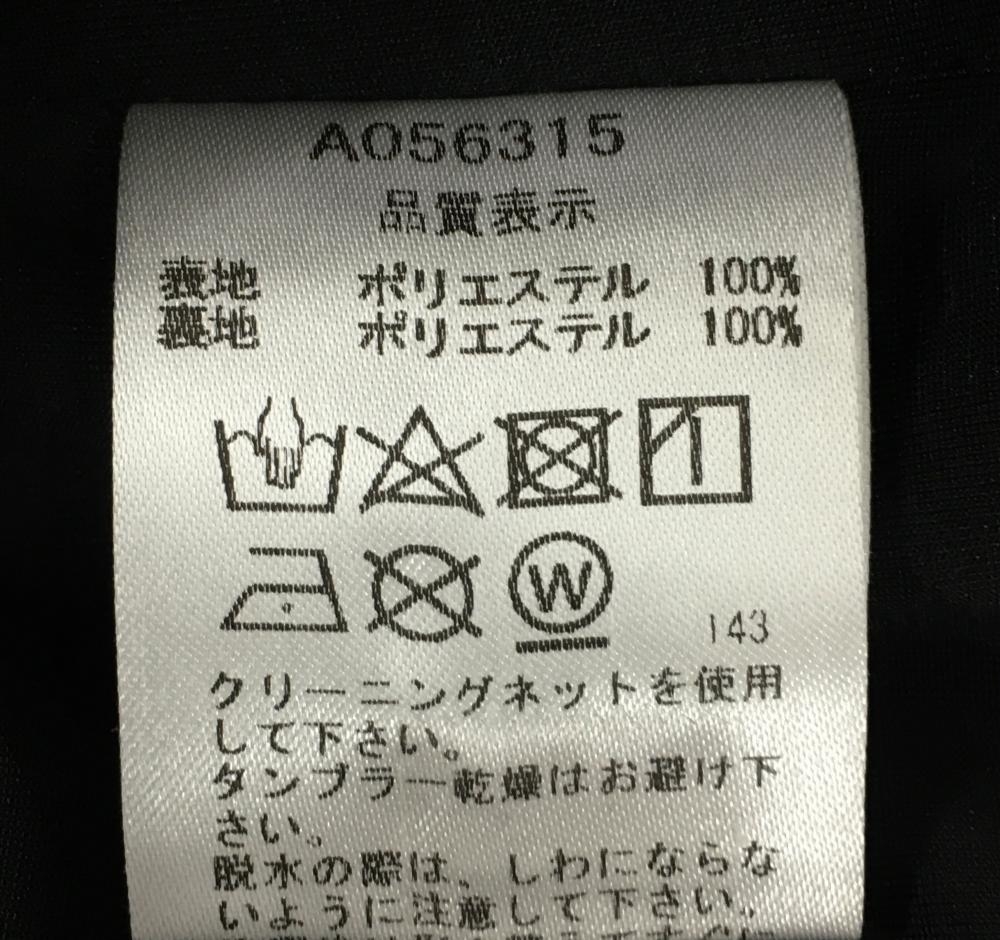 A056315
品質表示
表地 ポリエステル 100%
裏地 ポリエステル 100%
W
143
クリーニングネットを使用
して下さい。
タンブラー乾燥はお避け下
さい。
脱水の際は、しわにならな
いように注意して下さい。